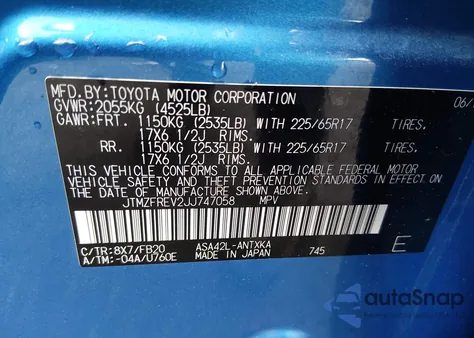 MFD.BY:TOYOTA MOTOR CORPORATION 06/
GVWR:2055KG (4525LB)
GAWR:FRT. 1150KG (2535LB) WITH 225/65R17 TIRES.
17X6 1/2J RIMS.
RR. 1150KG (2535LB) WITH 225/65R17 TIRES.
17X6 1/2J RIMS.
THIS VEHICLE CONFORMS TO ALL APPLICABLE FEDERAL MOTOR
VEHICLE SAFETY AND THEFT PREVENTION STANDARDS IN EFFECT
ON THE DATE OF MANUFACTURE SHOWN ABOVE.
JTMZFREV2JJ747058 MPV
C/TR:8X7/FB20 ASA42L-ANTXKA
A/TM:-04A/U760E MADE IN JAPAN 745 E
autoSnap